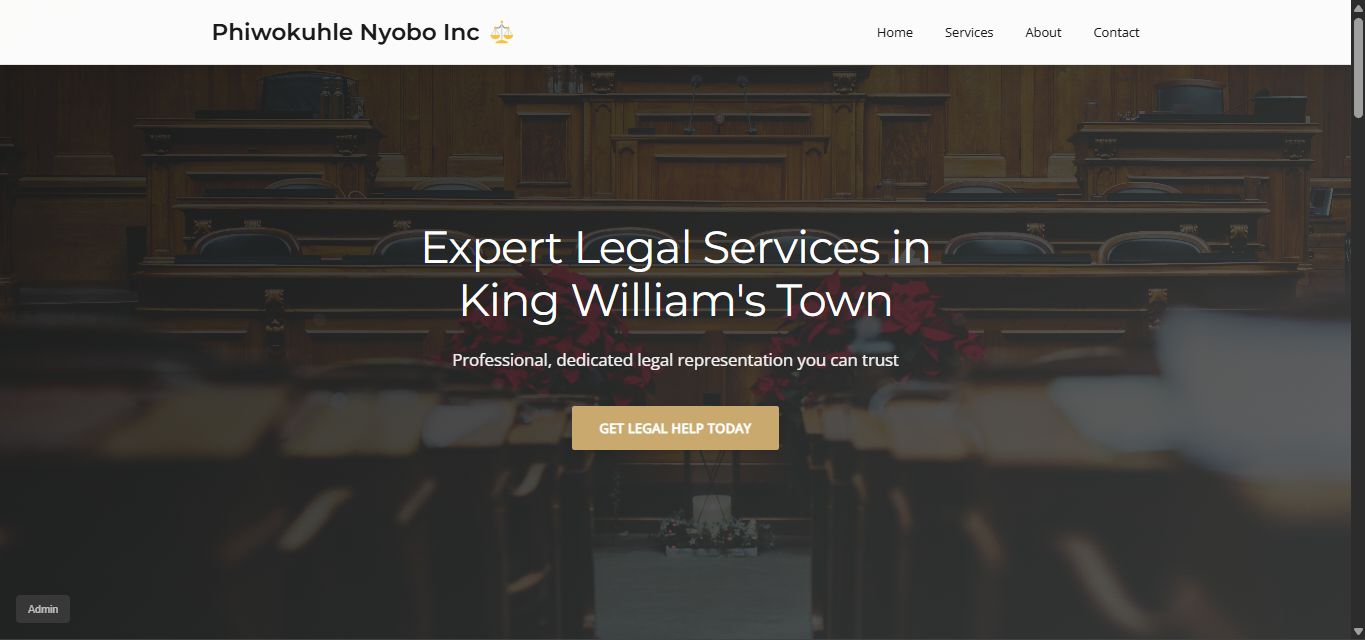 Phiwokuhle Nyobo Inc ⚖️
Home Services About Contact
Expert Legal Services in
King William's Town
Professional, dedicated legal representation you can trust
GET LEGAL HELP TODAY
Admin